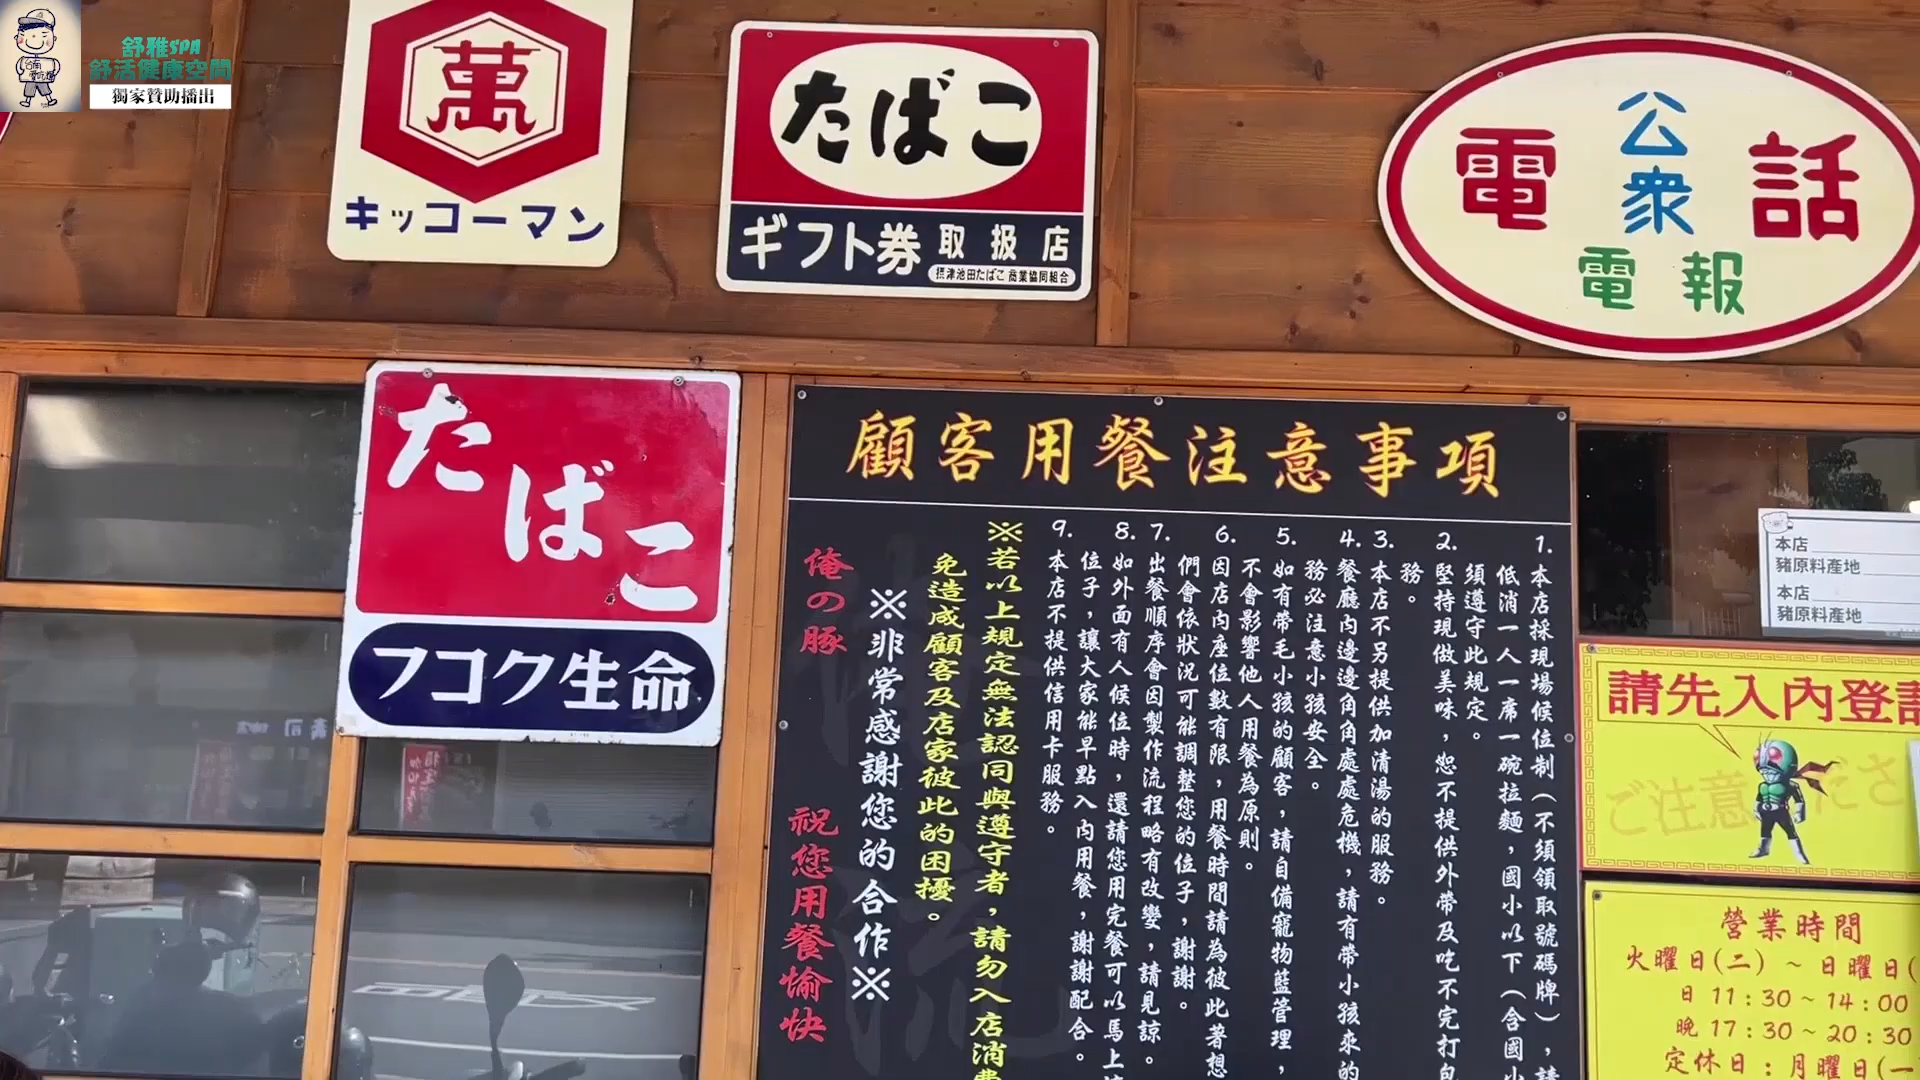 舒雅SPA
舒活健康空間
獨家贊助播出
萬
キッコーマン
たばこ
ギフト券取扱店
摂津池田たばこ商業協同組合
公衆
電話
電報
たばこ
フコク生命
顧客用餐注意事項
1.本店採現場候位制(不須領取號碼牌),請
低消一人一席一碗拉麵,國小以下(含國小
須遵守此規定。
2.堅持現做美味,恕不提供外帶及吃不完打包
務。
3.本店不另提供加清湯的服務。
4.餐廳內邊邊角角處處危機,請有帶小孩來的
務必注意小孩安全。
5.如有帶毛小孩的顧客,請自備寵物籃管理,
不會影響他人用餐為原則。
6.因店內座位數有限,用餐時間請為彼此著想
們會依狀況可能調整您的位子,謝謝。
7.出餐順序會因製作流程略有改變,請見諒。
8.如外面有人候位時,還請您用完餐可以馬上
位子,讓大家能早點入內用餐,謝謝配合。
9.本店不提供信用卡服務。
※若以上規定無法認同與遵守者,請勿入店消費
免造成顧客及店家彼此的困擾。
※非常感謝您的合作※
俺の豚
祝您用餐愉快
本店
豬原料產地
本店
豬原料產地
請先入內登記
ご注意ださ
營業時間
火曜日(二)~日曜日(
日 11:30~14:00
晚 17:30~20:30
定休日:月曜日(一